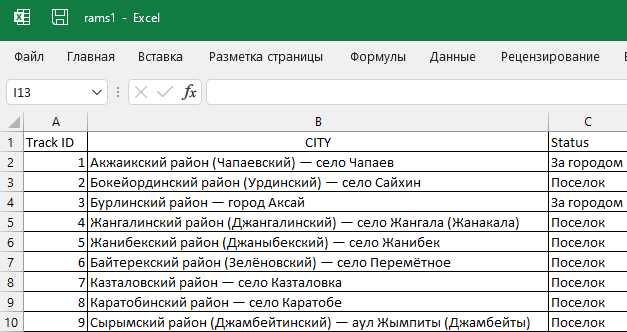 rams1 - Excel
Файл Главная Вставка Разметка страницы Формулы Данные Рецензирование
I13 fx
A B C
1 Track ID CITY Status
2 1 Акжаикский район (Чапаевский) — село Чапаев За городом
3 2 Бокейординский район (Урдинский) — село Сайхин Поселок
4 3 Бурлинский район — город Аксай За городом
5 4 Жангалинский район (Джангалинский) — село Жангала (Жанакала) Поселок
6 5 Жанибекский район (Джаныбекский) — село Жанибек Поселок
7 6 Байтерекский район (Зелёновский) — село Перемётное Поселок
8 7 Казталовский район — село Казталовка Поселок
9 8 Каратобинский район — село Каратобе Поселок
10 9 Сырымский район (Джамбейтинский) — аул Жымпиты (Джамбейты) Поселок